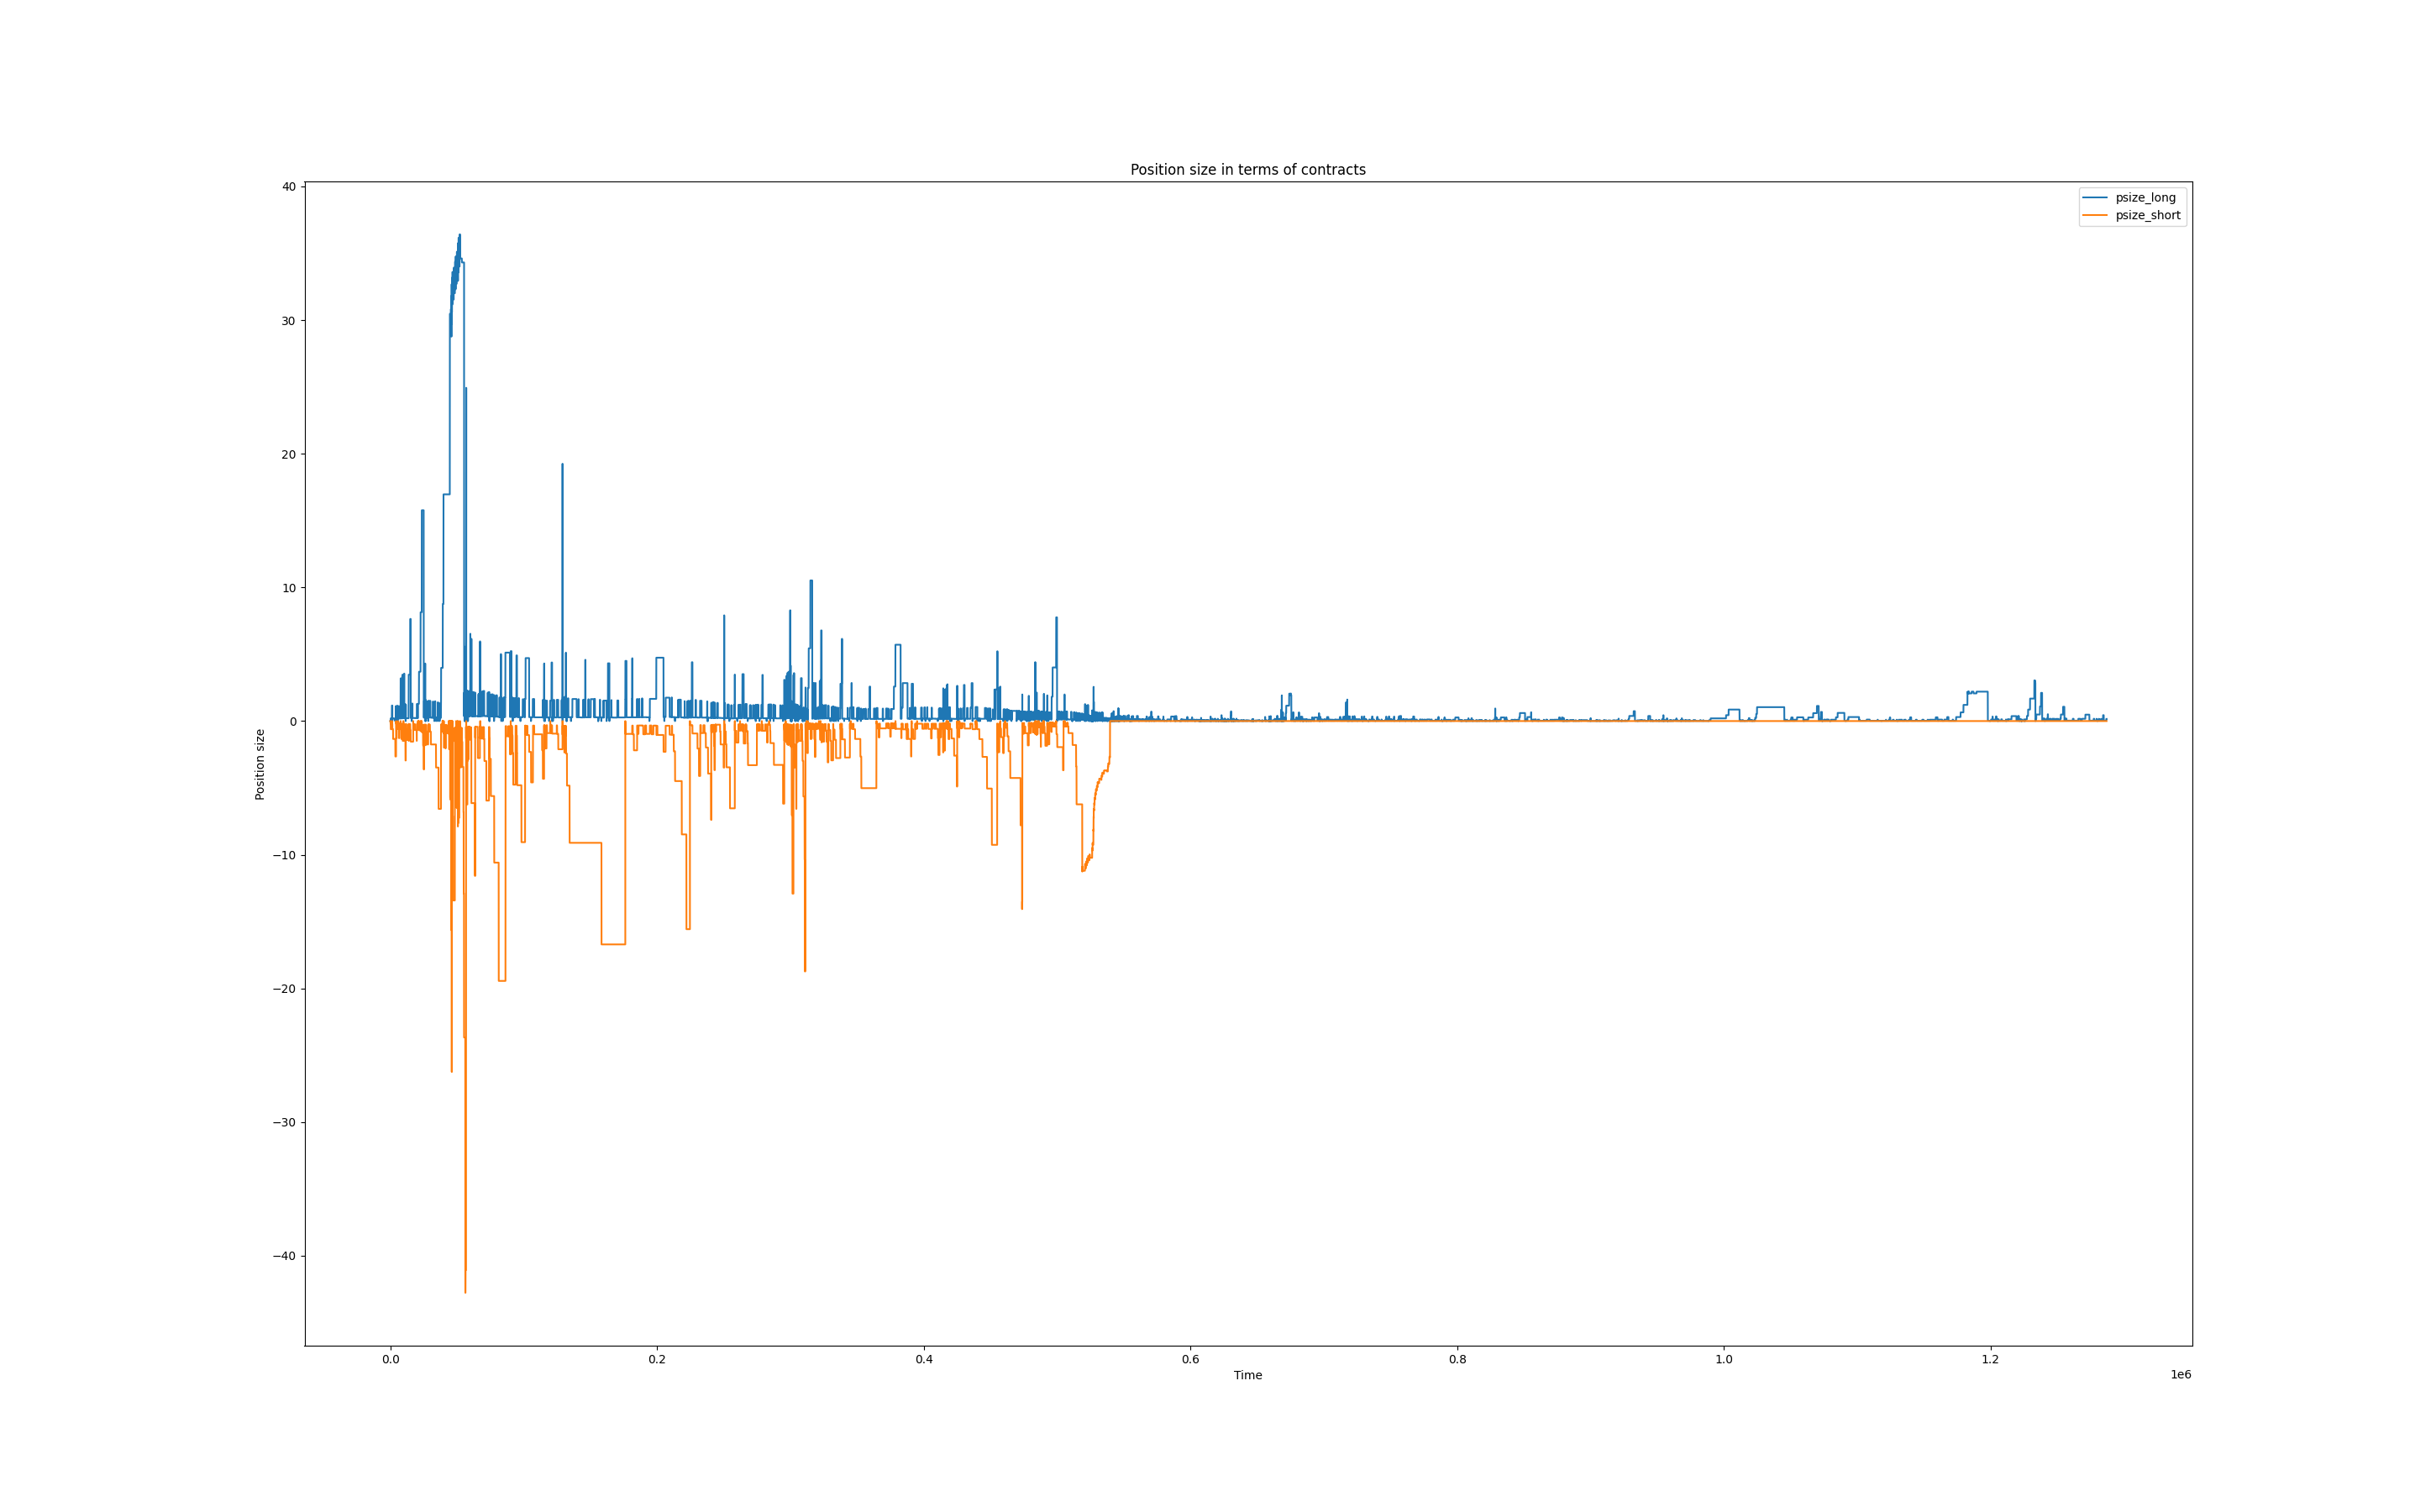 Position size in terms of contracts
psize_long
psize_short
40
30
20
10
0
−10
−20
−30
−40
Position size
0.0
0.2
0.4
0.6
0.8
1.0
1.2
1e6
Time